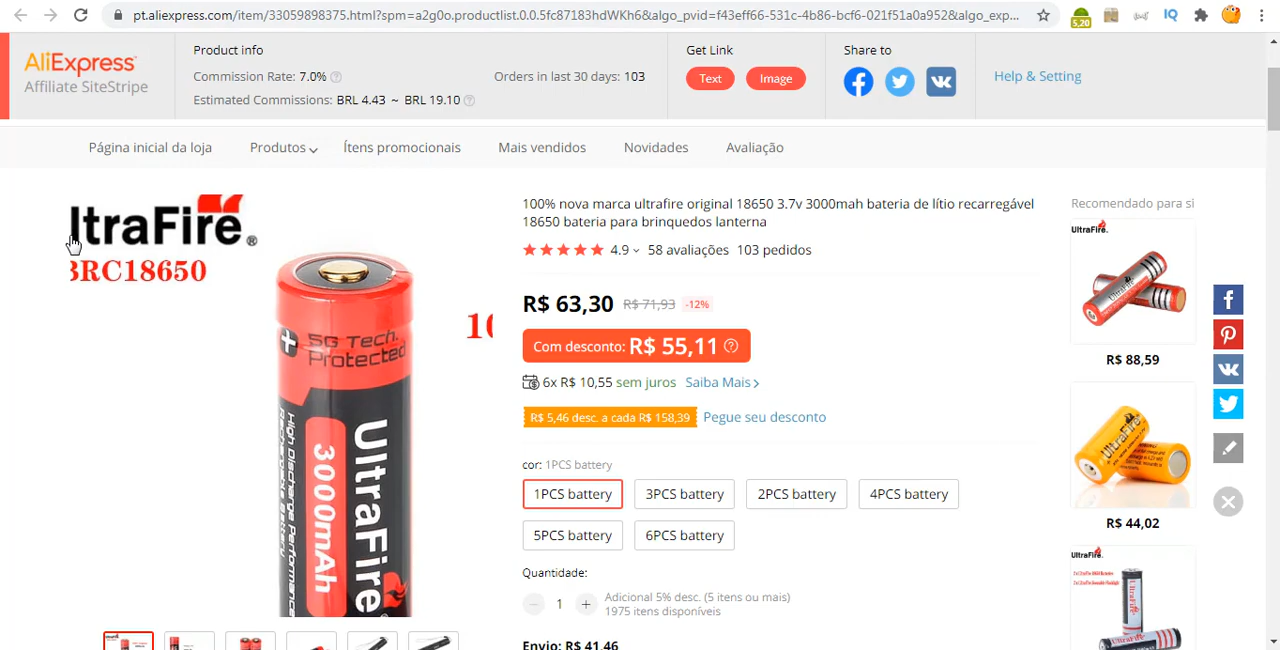 pt.aliexpress.com/item/33059898375.html?spm=a2g0o.productlist.0.0.5fc87183hdWKh6&algo_pvid=f43eff66-531c-4b86-bcf6-021f51a0a952&algo_exp...
5,20
IQ
AliExpress
Affiliate SiteStripe
Product info
Commission Rate: 7.0%
Orders in last 30 days: 103
Estimated Commissions: BRL 4.43 ~ BRL 19.10
Get Link
Text
Image
Share to
Help & Setting
Página inicial da loja
Produtos
Ítens promocionais
Mais vendidos
Novidades
Avaliação
ltraFire®
BRC18650
10
5G Tech.
Protected
UltraFire
3000mAh
High Discharge Performance
Rechargeable Battery
100% nova marca ultrafire original 18650 3.7v 3000mah bateria de lítio recarregável
18650 bateria para brinquedos lanterna
4.9
58 avaliações
103 pedidos
R$ 63,30 R$ 71,93 -12%
Com desconto: R$ 55,11
6x R$ 10,55 sem juros Saiba Mais
R$ 5,46 desc. a cada R$ 158,39 Pegue seu desconto
cor: 1PCS battery
1PCS battery
3PCS battery
2PCS battery
4PCS battery
5PCS battery
6PCS battery
Quantidade:
1
Adicional 5% desc. (5 itens ou mais)
1975 itens disponíveis
Envio: R$ 41,46
Recomendado para si
UltraFire.
R$ 88,59
UltraFire
R$ 44,02
UltraFire.